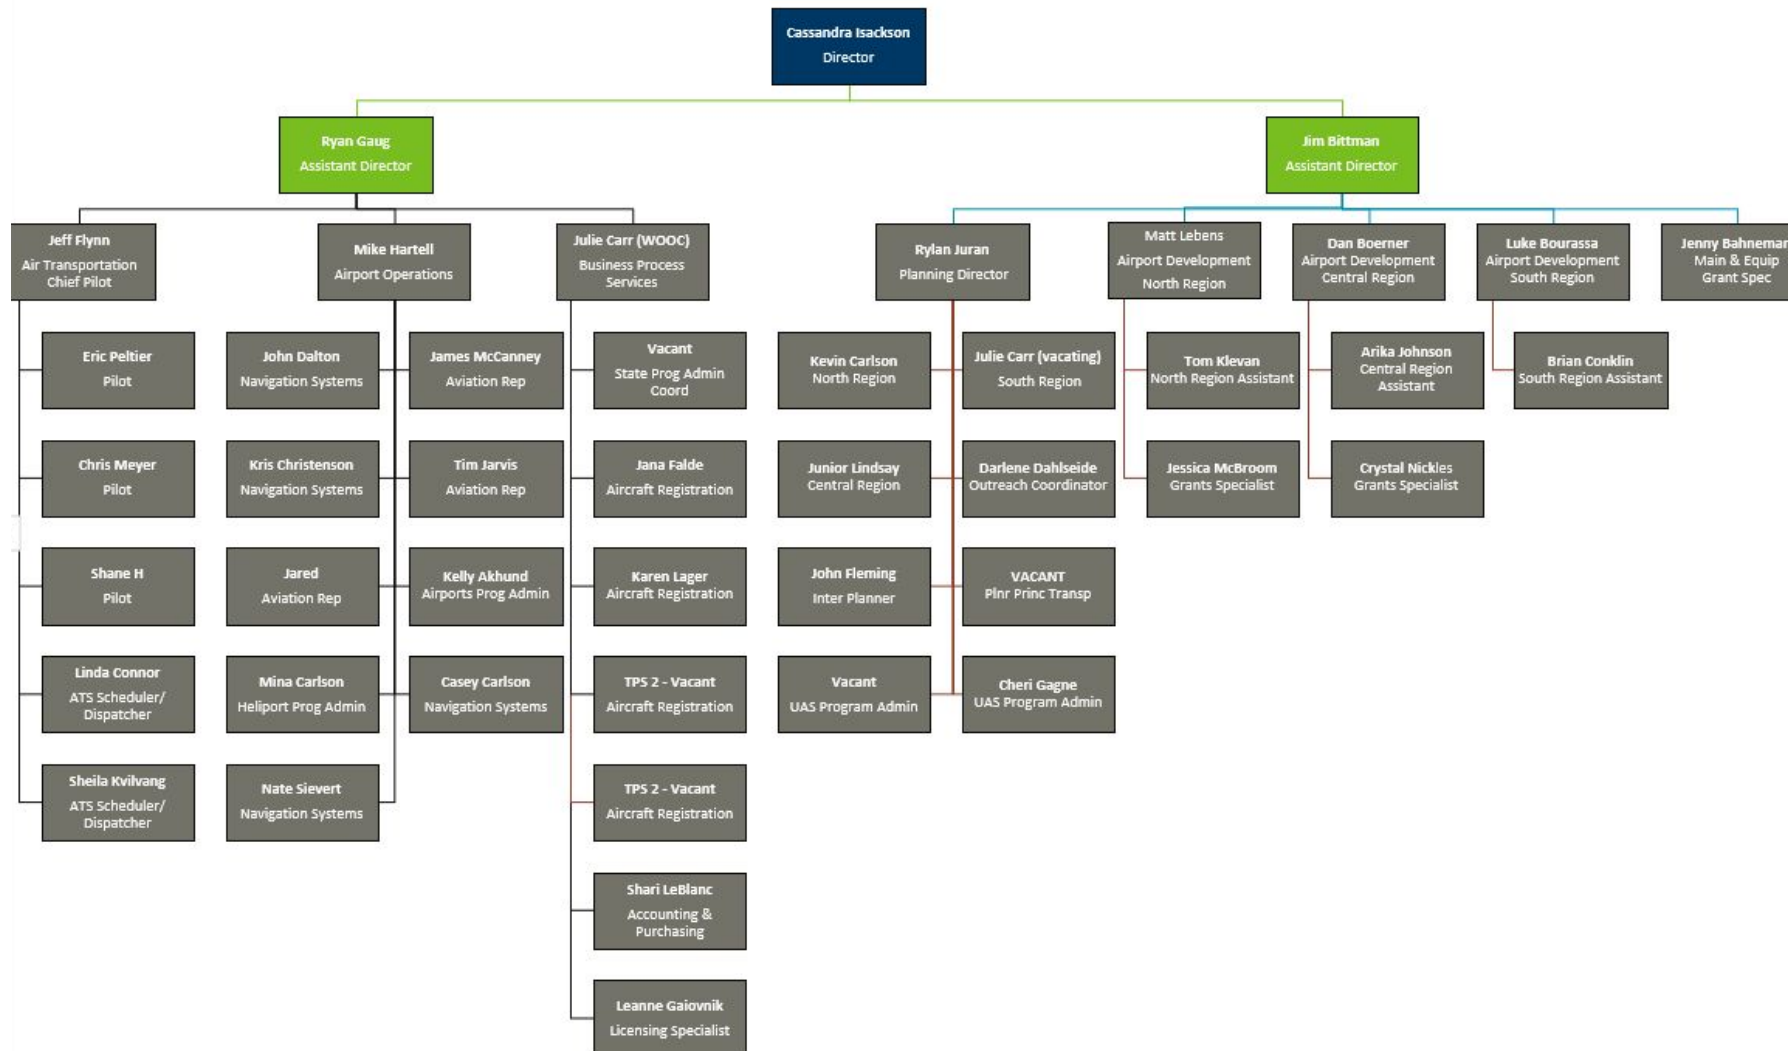 Cassandra Isackson
Director
Ryan Gaug
Assistant Director
Jim Bittman
Assistant Director
Jeff Flynn
Air Transportation
Chief Pilot
Mike Hartell
Airport Operations
Julie Carr (WOOC)
Business Process
Services
Rylan Juran
Planning Director
Matt Lebens
Airport Development
North Region
Dan Boerner
Airport Development
Central Region
Luke Bourassa
Airport Development
South Region
Jenny Bahneman
Main & Equip
Grant Spec
Eric Peltier
Pilot
John Dalton
Navigation Systems
James McCanney
Aviation Rep
Vacant
State Prog Admin
Coord
Kevin Carlson
North Region
Julie Carr (vacating)
South Region
Tom Klevan
North Region Assistant
Arika Johnson
Central Region
Assistant
Brian Conklin
South Region Assistant
Chris Meyer
Pilot
Kris Christenson
Navigation Systems
Tim Jarvis
Aviation Rep
Jana Falde
Aircraft Registration
Junior Lindsay
Central Region
Darlene Dahlseide
Outreach Coordinator
Jessica McBroom
Grants Specialist
Crystal Nickles
Grants Specialist
Shane H
Pilot
Jared
Aviation Rep
Kelly Akhund
Airports Prog Admin
Karen Lager
Aircraft Registration
John Fleming
Inter Planner
VACANT
Plnr Princ Transp
Linda Connor
ATS Scheduler/
Dispatcher
Mina Carlson
Heliport Prog Admin
Casey Carlson
Navigation Systems
TPS 2 - Vacant
Aircraft Registration
Vacant
UAS Program Admin
Cheri Gagne
UAS Program Admin
Sheila Kvilvang
ATS Scheduler/
Dispatcher
Nate Sievert
Navigation Systems
TPS 2 - Vacant
Aircraft Registration
Shari LeBlanc
Accounting &
Purchasing
Leanne Gaiovnik
Licensing Specialist